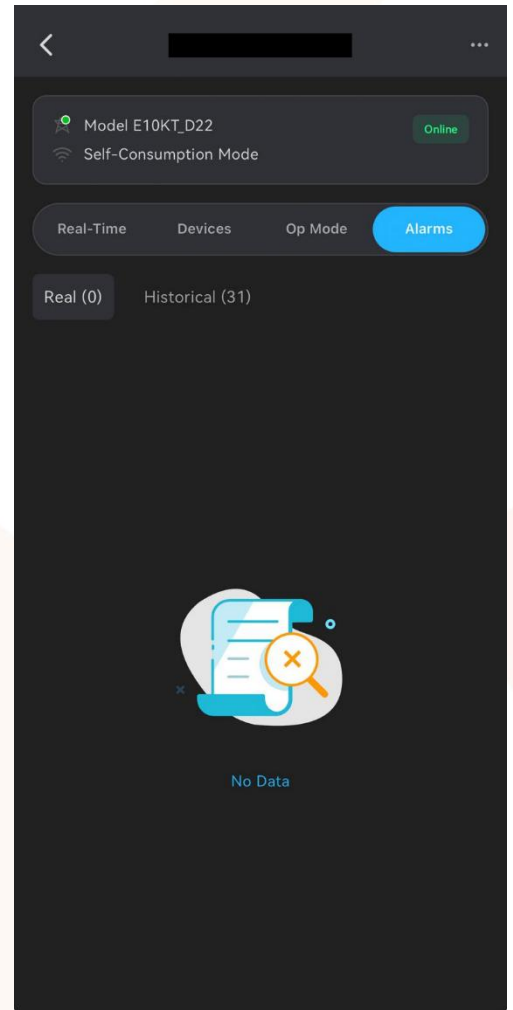 Model E10KT_D22
Online
Self-Consumption Mode
Real-Time Devices Op Mode Alarms
Real (0) Historical (31)
No Data